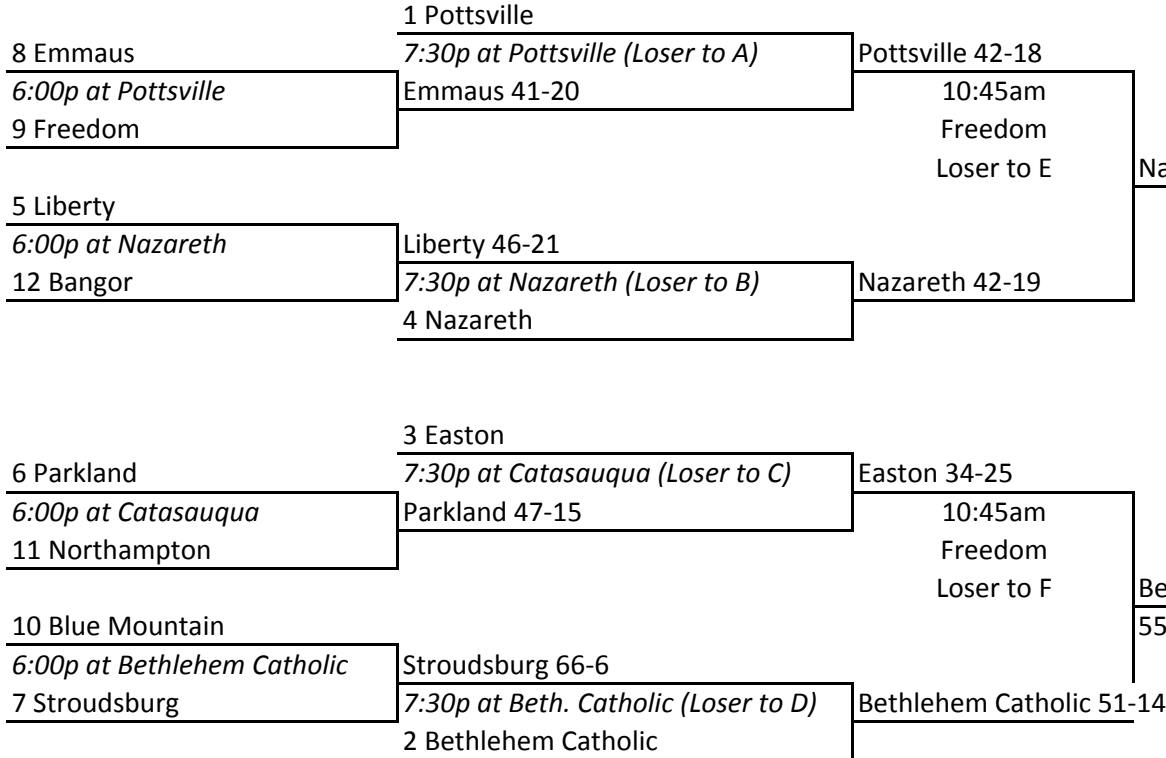 1 Pottsville
8 Emmaus
7:30p at Pottsville (Loser to A)
Pottsville 42-18
6:00p at Pottsville
Emmaus 41-20
10:45am
9 Freedom
Freedom
Loser to E
Na
5 Liberty
6:00p at Nazareth
Liberty 46-21
12 Bangor
7:30p at Nazareth (Loser to B)
Nazareth 42-19
4 Nazareth
3 Easton
6 Parkland
7:30p at Catasauqua (Loser to C)
Easton 34-25
6:00p at Catasauqua
Parkland 47-15
10:45am
11 Northampton
Freedom
Loser to F
Be
10 Blue Mountain
55
6:00p at Bethlehem Catholic
Stroudsburg 66-6
7 Stroudsburg
7:30p at Beth. Catholic (Loser to D)
Bethlehem Catholic 51-14
2 Bethlehem Catholic